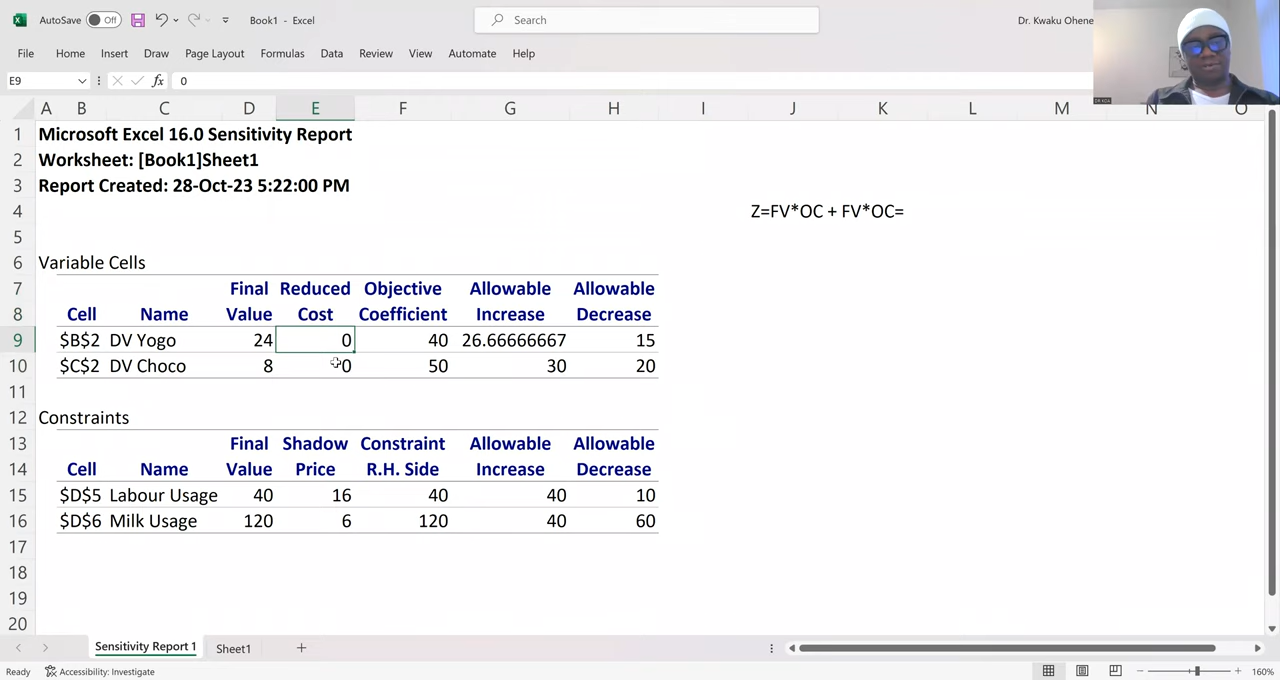 AutoSave Off Book1 - Excel Search Dr. Kwaku Ohene
File Home Insert Draw Page Layout Formulas Data Review View Automate Help
E9 fx 0
A B C D E F G H I J K L M N O
1 Microsoft Excel 16.0 Sensitivity Report
2 Worksheet: [Book1]Sheet1
3 Report Created: 28-Oct-23 5:22:00 PM
4 Z=FV*OC + FV*OC=
5
6 Variable Cells
7 Final Reduced Objective Allowable Allowable
8 Cell Name Value Cost Coefficient Increase Decrease
9 $B$2 DV Yogo 24 0 40 26.66666667 15
10 $C$2 DV Choco 8 0 50 30 20
11
12 Constraints
13 Final Shadow Constraint Allowable Allowable
14 Cell Name Value Price R.H. Side Increase Decrease
15 $D$5 Labour Usage 40 16 40 40 10
16 $D$6 Milk Usage 120 6 120 40 60
17
18
19
20
Sensitivity Report 1 Sheet1
Ready Accessibility: Investigate 160%